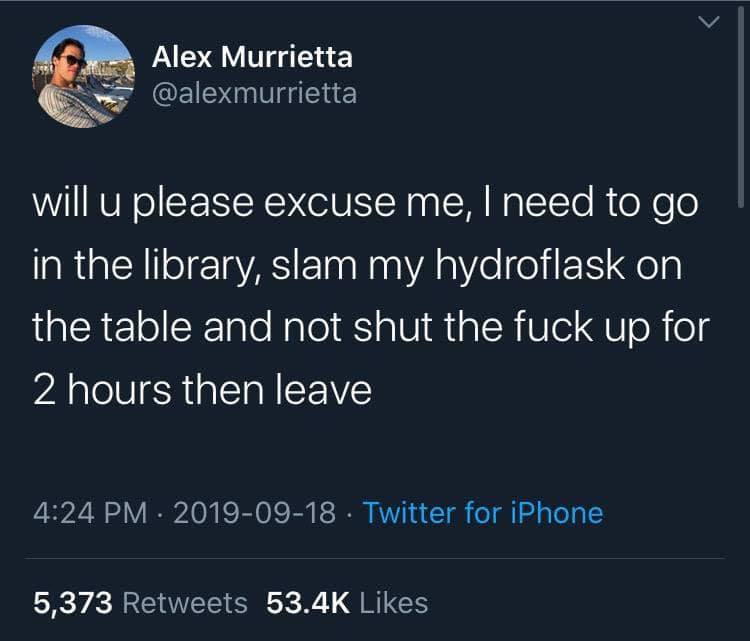 Alex Murrietta
@alexmurrietta
will u please excuse me, I need to go
in the library, slam my hydroflask on
the table and not shut the fuck up for
2 hours then leave
4:24 PM · 2019-09-18 · Twitter for iPhone
5,373 Retweets 53.4K Likes